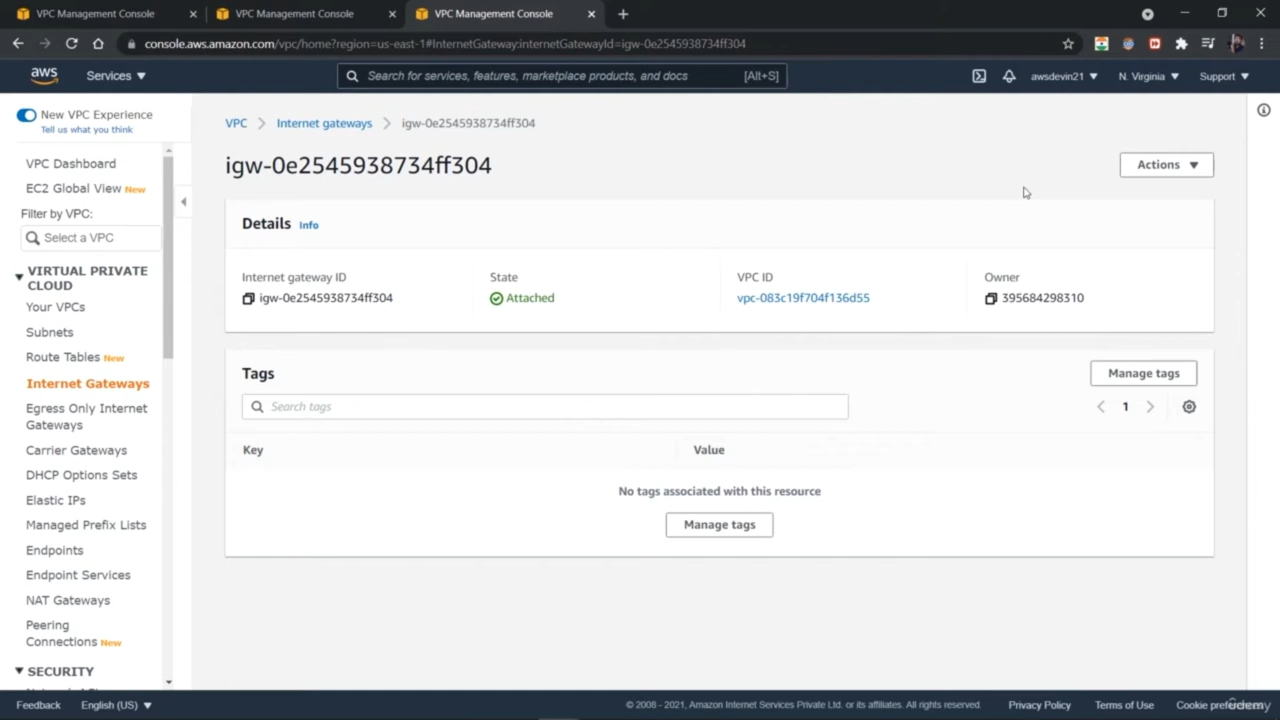 VPC Management Console
VPC Management Console
VPC Management Console
console.aws.amazon.com/vpc/home?region=us-east-1#InternetGateway:internetGatewayId=igw-0e2545938734ff304
aws
Services
Search for services, features, marketplace products, and docs
[Alt+S]
awsdevin21
N. Virginia
Support
New VPC Experience
Tell us what you think
VPC Dashboard
EC2 Global View New
Filter by VPC:
Select a VPC
VIRTUAL PRIVATE
CLOUD
Your VPCs
Subnets
Route Tables New
Internet Gateways
Egress Only Internet
Gateways
Carrier Gateways
DHCP Options Sets
Elastic IPs
Managed Prefix Lists
Endpoints
Endpoint Services
NAT Gateways
Peering
Connections New
SECURITY
VPC
Internet gateways
igw-0e2545938734ff304
igw-0e2545938734ff304
Actions
Details Info
Internet gateway ID
igw-0e2545938734ff304
State
Attached
VPC ID
vpc-083c19f704f136d55
Owner
395684298310
Tags
Manage tags
Search tags
1
Key
Value
No tags associated with this resource
Manage tags
Feedback
English (US)
© 2008 - 2021, Amazon Internet Services Private Ltd. or its affiliates. All rights reserved.
Privacy Policy
Terms of Use
Cookie preferences
Udemy